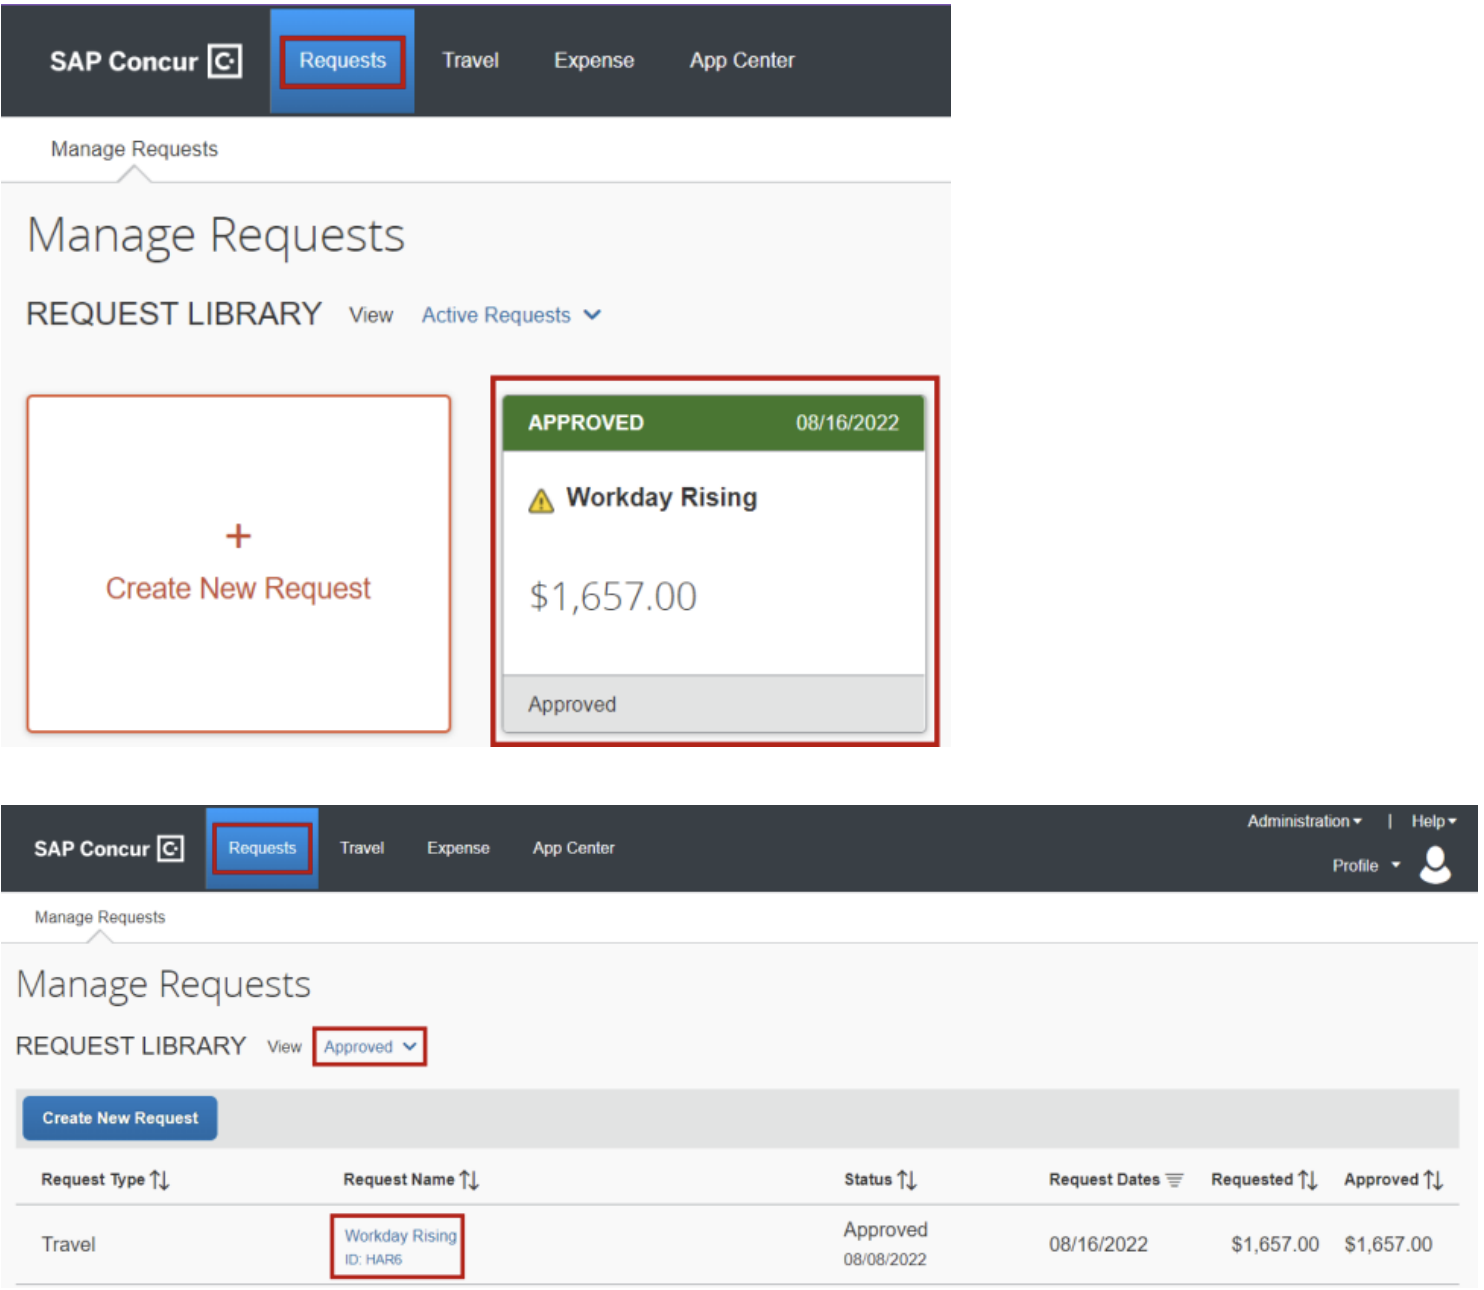 SAP Concur C. Requests Travel Expense App Center
Manage Requests
Manage Requests
REQUEST LIBRARY View Active Requests
+
Create New Request
APPROVED 08/16/2022
Workday Rising
$1,657.00
Approved
Administration | Help
SAP Concur C. Requests Travel Expense App Center
Profile
Manage Requests
Manage Requests
REQUEST LIBRARY View Approved
Create New Request
Request Type Request Name Status Request Dates Requested Approved
Travel Workday Rising Approved 08/16/2022 $1,657.00 $1,657.00
ID: HAR6 08/08/2022